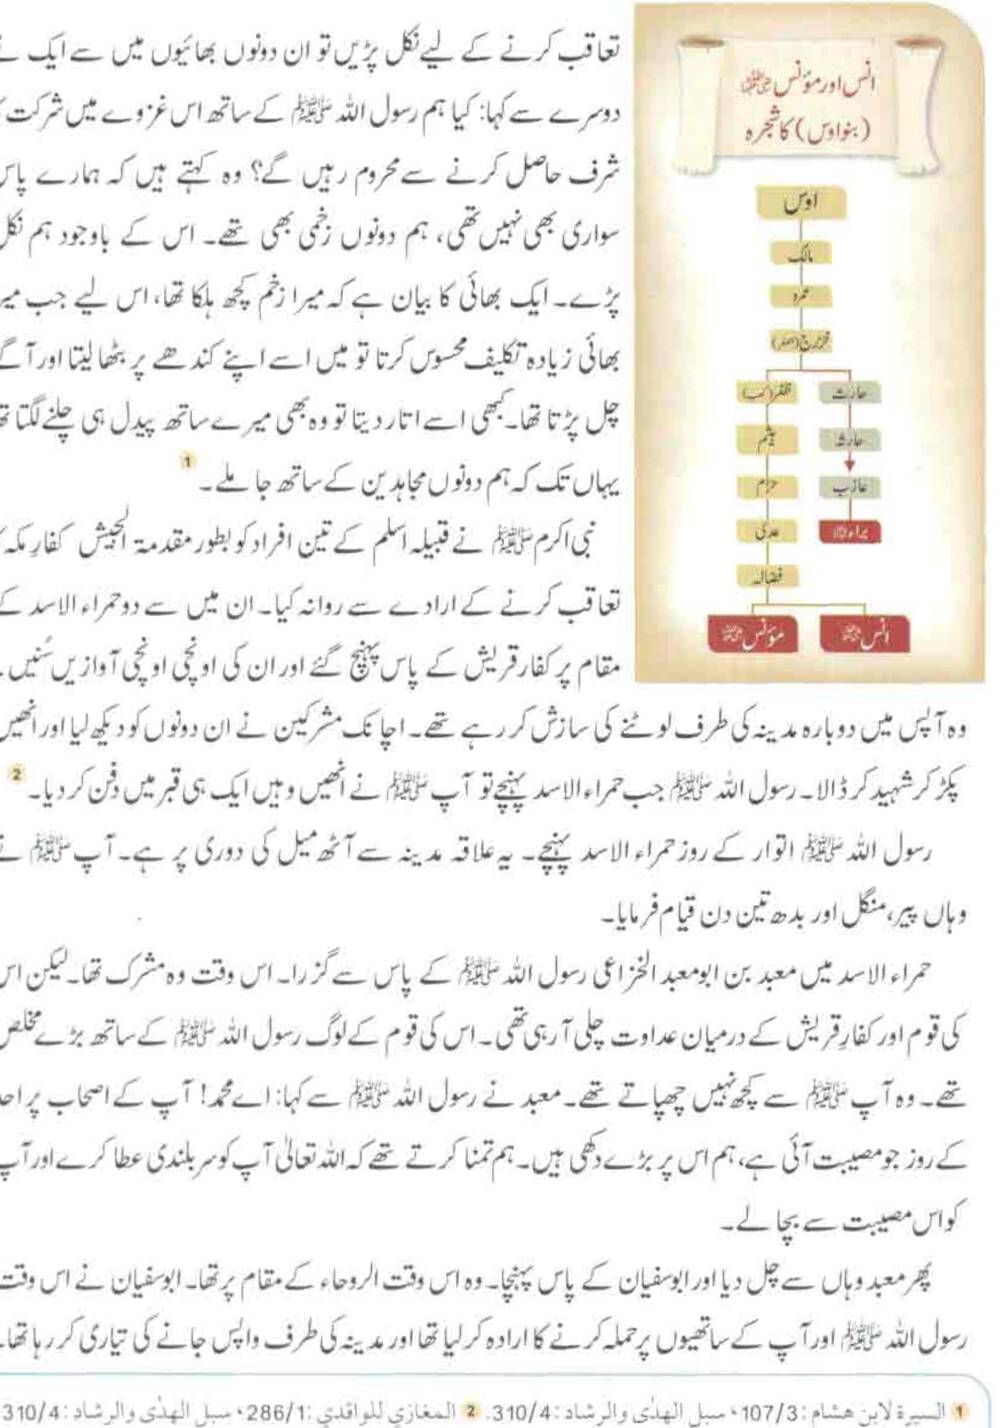 تعاقب کرنے کے لیے نکل پڑیں تو ان دونوں بھائیوں میں سے ایک نے
دوسرے سے کہا: کیا ہم رسول اللہ ﷺ کے ساتھ اس غزوے میں شرکت
شرف حاصل کرنے سے محروم رہیں گے؟ وہ کہتے ہیں کہ ہمارے پاس
سواری بھی نہیں تھی، ہم دونوں زخمی بھی تھے۔ اس کے باوجود ہم نکل
پڑے۔ ایک بھائی کا بیان ہے کہ میرا زخم کچھ ہلکا تھا، اس لیے جب میر
بھائی زیادہ تکلیف محسوس کرتا تو میں اسے اپنے کندھے پر بٹھا لیتا اور آگے
چل پڑتا تھا۔ کبھی اسے اتار دیتا تو وہ بھی میرے ساتھ پیدل ہی چلنے لگتا تھ
یہاں تک کہ ہم دونوں مجاہدین کے ساتھ جا ملے۔ 1
نبی اکرم ﷺ نے قبیلہ اسلم کے تین افراد کو بطور مقدمۃ الجیش کفارِ مکہ
تعاقب کرنے کے ارادے سے روانہ کیا۔ ان میں سے دو حمراء الاسد کے
مقام پر کفار قریش کے پاس پہنچ گئے اور ان کی اونچی اونچی آوازیں سُنیں۔
انس اور مؤنس
(بنو اوس) کا شجرہ
اوس
مالک
عمرو
خزرج (اصغر)
ظفر (کعب) حارث
ہیثم حارثہ
حرام عازب
عدی براء
فضالہ
مؤنس انس
وہ آپس میں دوبارہ مدینہ کی طرف لوٹنے کی سازش کر رہے تھے۔ اچانک مشرکین نے ان دونوں کو دیکھ لیا اور انھیں
پکڑ کر شہید کر ڈالا۔ رسول اللہ ﷺ جب حمراء الاسد پہنچے تو آپ ﷺ نے انھیں وہیں ایک ہی قبر میں دفن کر دیا۔ 2
رسول اللہ ﷺ اتوار کے روز حمراء الاسد پہنچے۔ یہ علاقہ مدینہ سے آٹھ میل کی دوری پر ہے۔ آپ ﷺ نے
وہاں پیر، منگل اور بدھ تین دن قیام فرمایا۔
حمراء الاسد میں معبد بن ابو معبد الخزاعی رسول اللہ ﷺ کے پاس سے گزرا۔ اس وقت وہ مشرک تھا۔ لیکن اس
کی قوم اور کفارِ قریش کے درمیان عداوت چلی آ رہی تھی۔ اس کی قوم کے لوگ رسول اللہ ﷺ کے ساتھ بڑے مخلص
تھے۔ وہ آپ ﷺ سے کچھ نہیں چھپاتے تھے۔ معبد نے رسول اللہ ﷺ سے کہا: اے محمد! آپ کے اصحاب پر احد
کے روز جو مصیبت آئی ہے، ہم اس پر بڑے دکھی ہیں۔ ہم تمنا کرتے تھے کہ اللہ تعالیٰ آپ کو سر بلندی عطا کرے اور آپ
کو اس مصیبت سے بچا لے۔
پھر معبد وہاں سے چل دیا اور ابوسفیان کے پاس پہنچا۔ وہ اس وقت الروحاء کے مقام پر تھا۔ ابوسفیان نے اس وقت
رسول اللہ ﷺ اور آپ کے ساتھیوں پر حملہ کرنے کا ارادہ کر لیا تھا اور مدینہ کی طرف واپس جانے کی تیاری کر رہا تھا۔
1 السيرة لابن هشام: 107/3، سبل الهدى والرشاد: 310/4. 2 المغازي للواقدي: 286/1، سبل الهدى والرشاد: 310/4